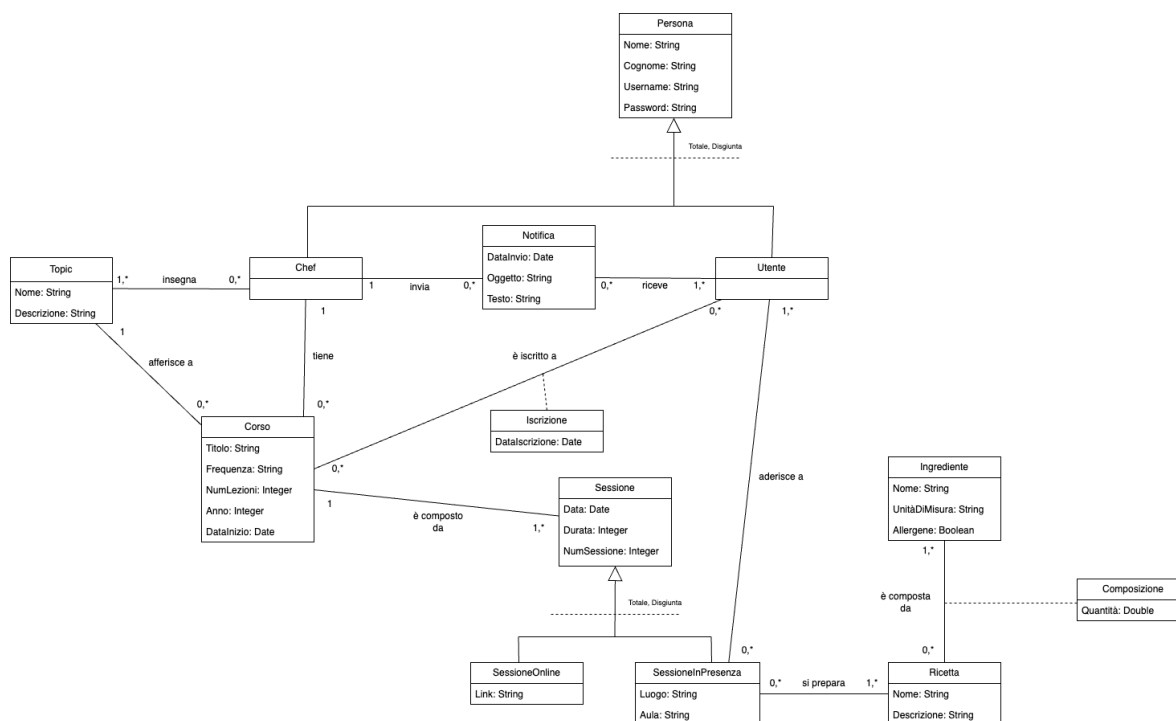 Persona
Nome: String
Cognome: String
Username: String
Password: String
Totale, Disgiunta
Notifica
DataInvio: Date
Oggetto: String
Testo: String
Topic
Nome: String
Descrizione: String
1,*
insegna
0,*
Chef
1
invia
0,*
0,*
riceve
1,*
Utente
1
1
0,*
1,*
afferisce a
tiene
è iscritto a
0,*
0,*
Corso
Titolo: String
Frequenza: String
NumLezioni: Integer
Anno: Integer
DataInizio: Date
Iscrizione
DataIscrizione: Date
0,*
1
è composto
da
1,*
Sessione
Data: Date
Durata: Integer
NumSessione: Integer
aderisce a
Ingrediente
Nome: String
UnitàDiMisura: String
Allergene: Boolean
1,*
è composta
da
Composizione
Quantità: Double
Totale, Disgiunta
0,*
0,*
SessioneOnline
Link: String
SessioneInPresenza
Luogo: String
Aula: String
0,*
si prepara
1,*
Ricetta
Nome: String
Descrizione: String